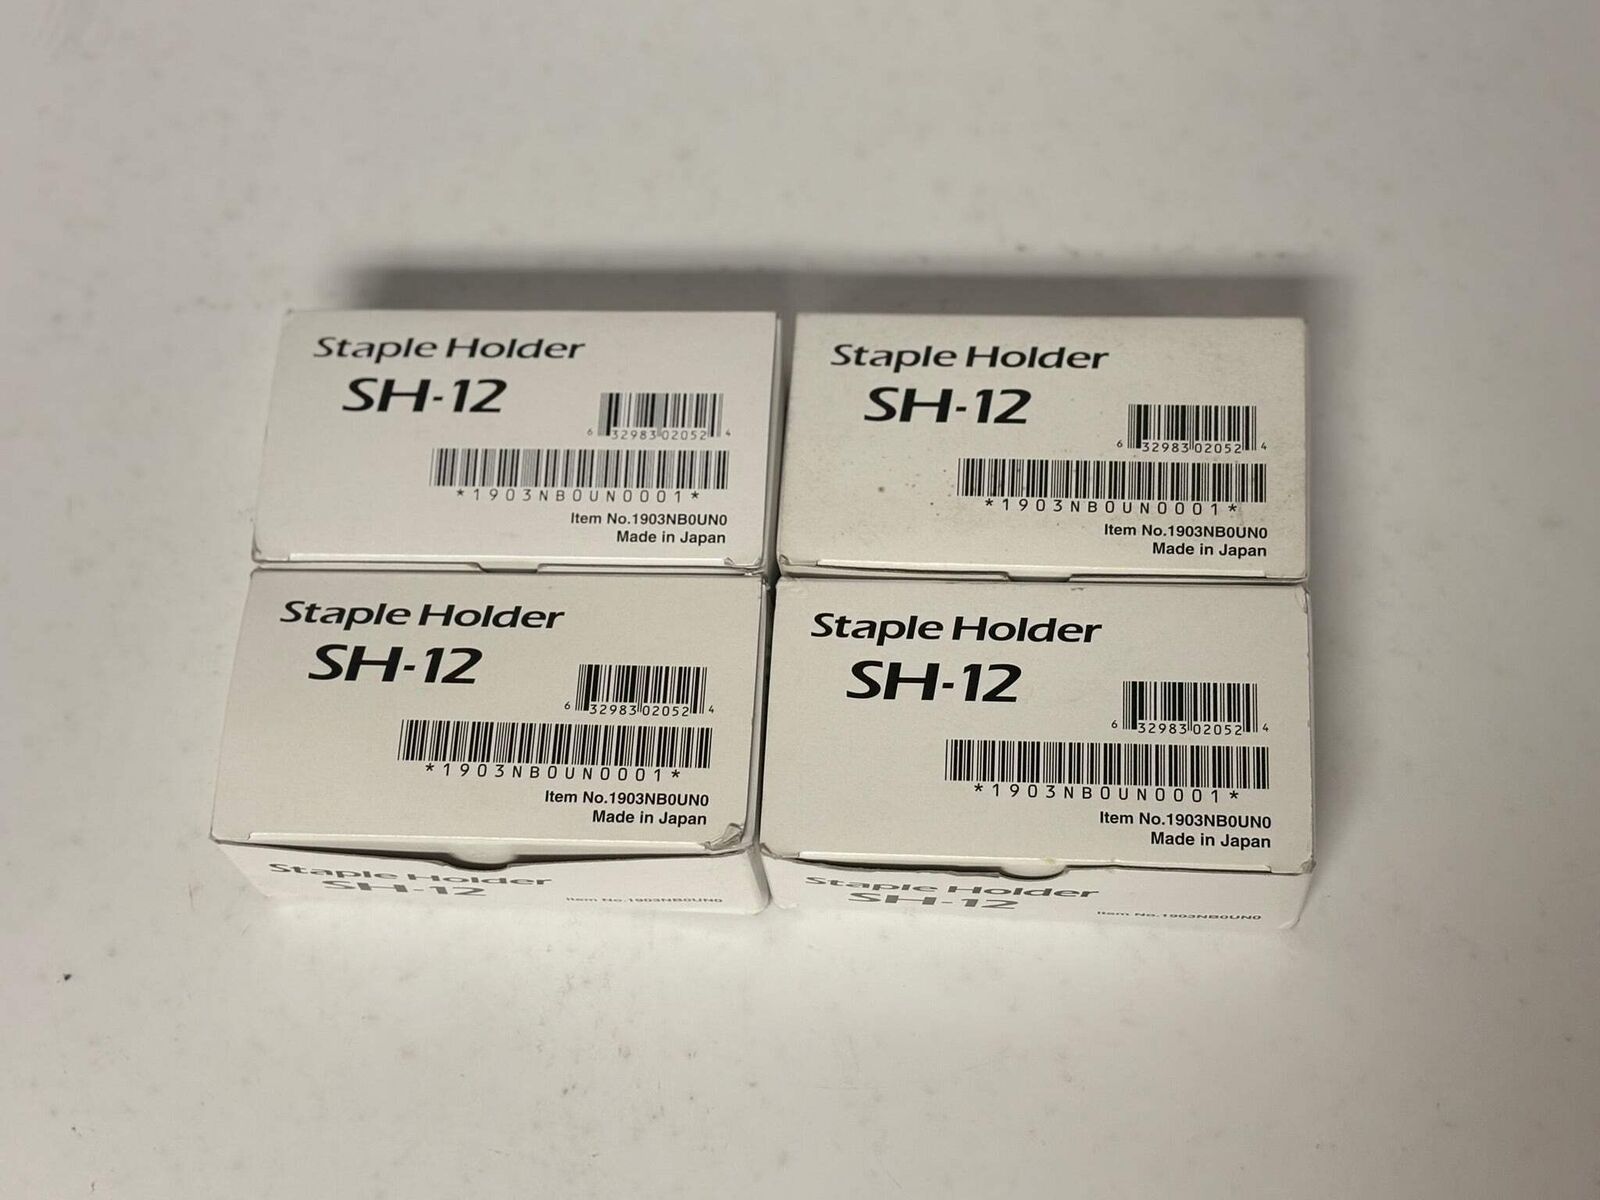 Staple Holder
SH-12
6 32983 02052 4
*1903NB0UN0001*
Item No.1903NB0UN0
Made in Japan
Staple Holder
SH-12
6 32983 02052 4
*1903NB0UN0001*
Item No.1903NB0UN0
Made in Japan
Staple Holder
SH-12
6 32983 02052 4
*1903NB0UN0001*
Item No.1903NB0UN0
Made in Japan
Staple Holder
SH-12
Item No.1903NB0UN0
Staple Holder
SH-12
6 32983 02052 4
*1903NB0UN0001*
Item No.1903NB0UN0
Made in Japan
Staple Holder
SH-12
Item No.1903NB0UN0